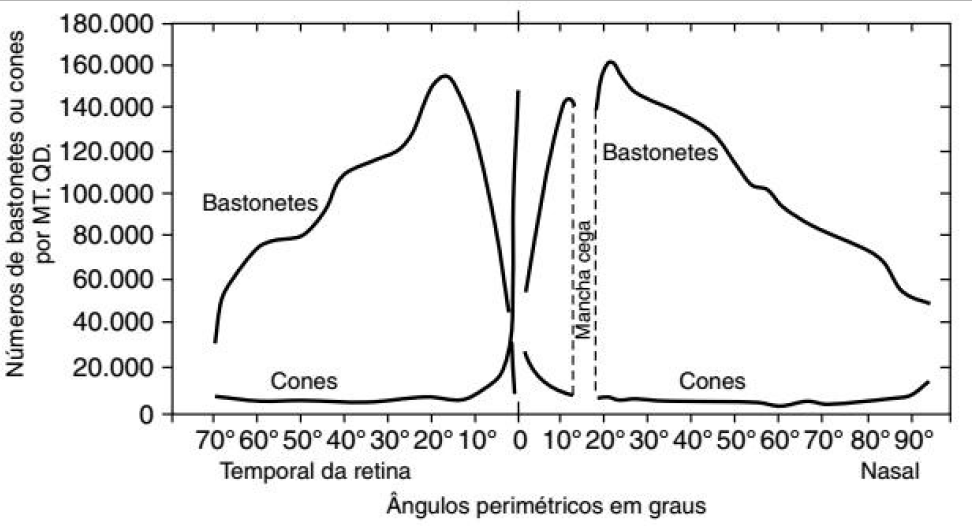 Números de bastonetes ou cones
por MT. QD.
180.000
160.000
140.000
120.000
100.000
80.000
60.000
40.000
20.000
0
Bastonetes
Bastonetes
Mancha cega
Cones
Cones
70° 60° 50° 40° 30° 20° 10° 0 10° 20° 30° 40° 50° 60° 70° 80° 90°
Temporal da retina
Nasal
Ângulos perimétricos em graus